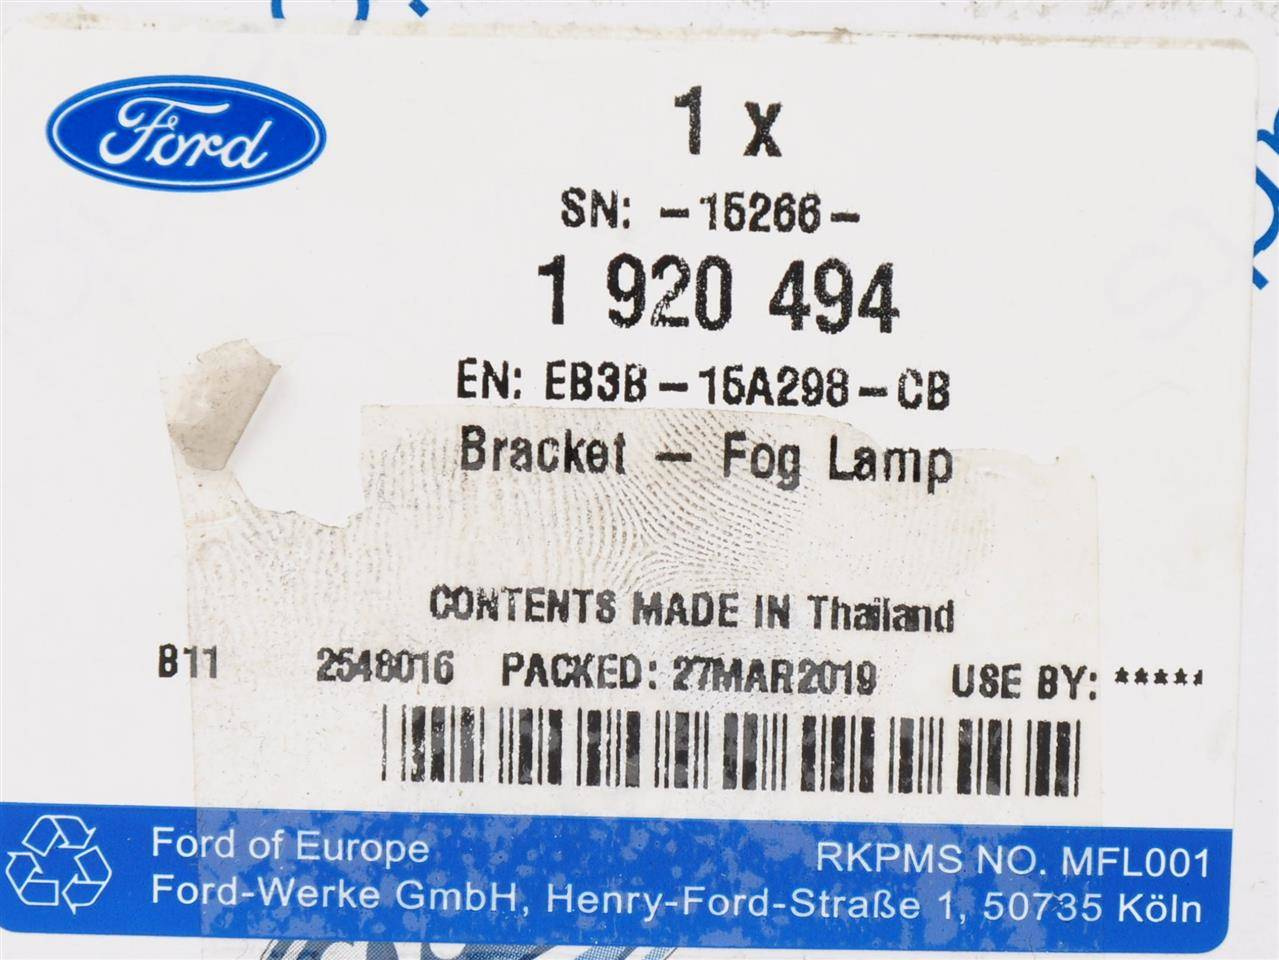 Ford
1 x
SN: -15266-
1 920 494
EN: EB3B-15A298-CB
Bracket - Fog Lamp
CONTENTS MADE IN Thailand
B11 2548016 PACKED: 27MAR2019 USE BY: *****
Ford of Europe RKPMS NO. MFL001
Ford-Werke GmbH, Henry-Ford-Straße 1, 50735 Köln